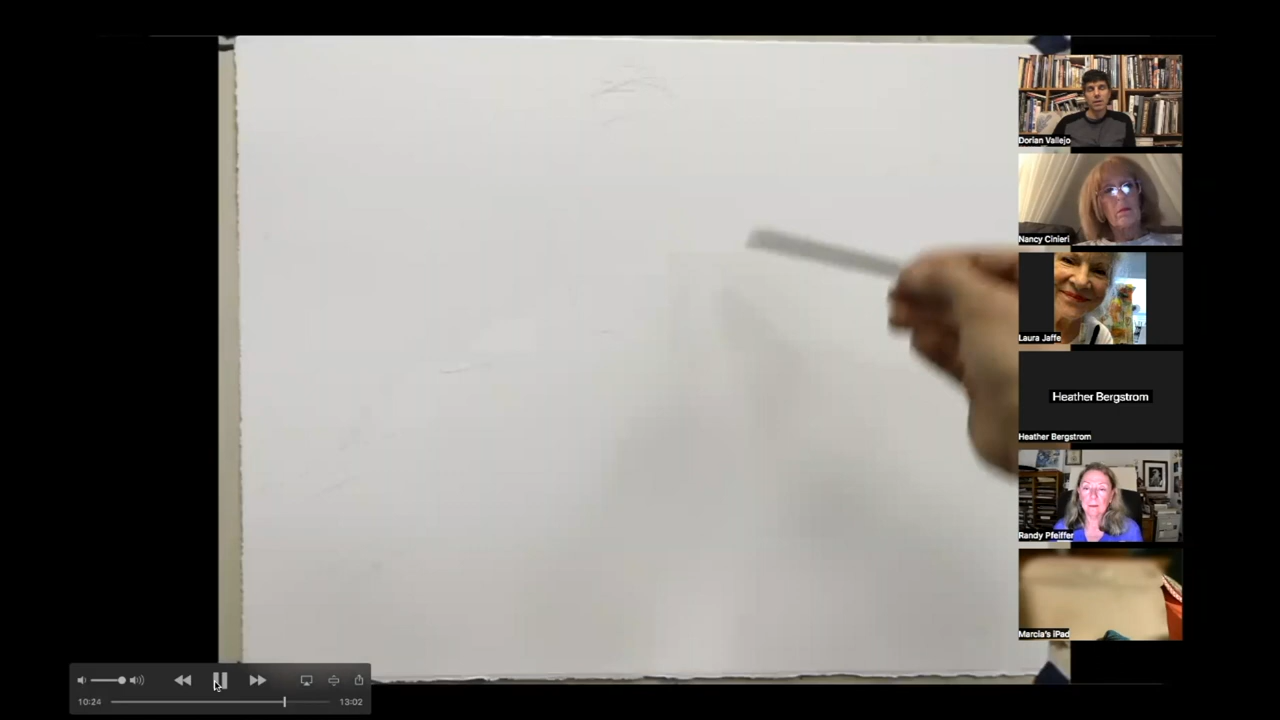 Dorian Vallejo
Nancy Cinieri
Laura Jaffe
Heather Bergstrom
Heather Bergstrom
Randy Pfeiffer
Marcia's iPad
10:24
13:02